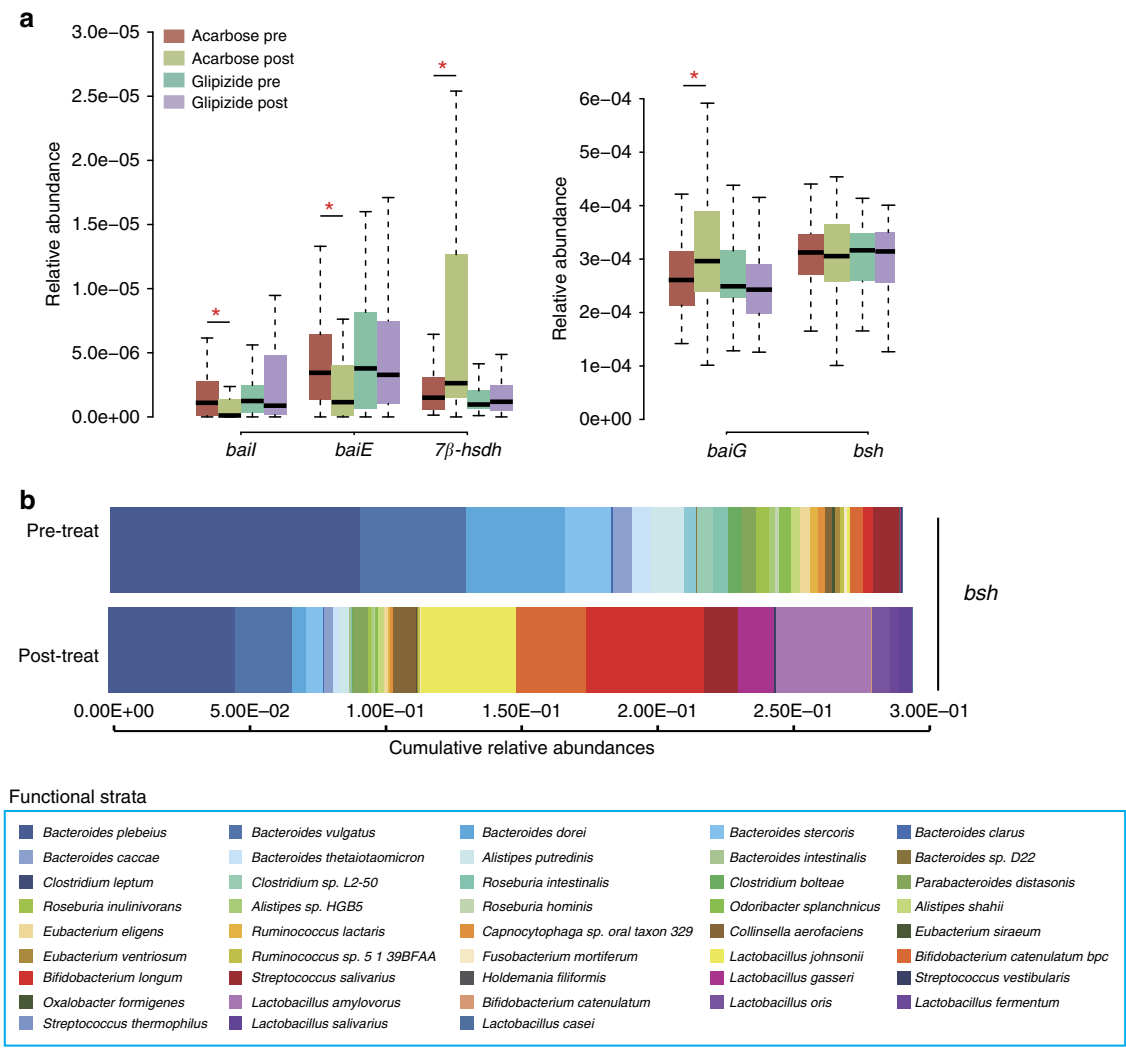 a
3.0e−05
2.5e−05
2.0e−05
1.5e−05
1.0e−05
5.0e−06
0.0e+00
Relative abundance
Acarbose pre
Acarbose post
Glipizide pre
Glipizide post
*
*
*
baiI
baiE
7β-hsdh
6e−04
5e−04
4e−04
3e−04
2e−04
1e−04
0e+00
Relative abundance
*
baiG
bsh
b
Pre-treat
Post-treat
bsh
0.00E+00 5.00E−02 1.00E−01 1.50E−01 2.00E−01 2.50E−01 3.00E−01
Cumulative relative abundances
Functional strata
Bacteroides plebeius Bacteroides vulgatus Bacteroides dorei Bacteroides stercoris Bacteroides clarus
Bacteroides caccae Bacteroides thetaiotaomicron Alistipes putredinis Bacteroides intestinalis Bacteroides sp. D22
Clostridium leptum Clostridium sp. L2-50 Roseburia intestinalis Clostridium bolteae Parabacteroides distasonis
Roseburia inulinivorans Alistipes sp. HGB5 Roseburia hominis Odoribacter splanchnicus Alistipes shahii
Eubacterium eligens Ruminococcus lactaris Capnocytophaga sp. oral taxon 329 Collinsella aerofaciens Eubacterium siraeum
Eubacterium ventriosum Ruminococcus sp. 5 1 39BFAA Fusobacterium mortiferum Lactobacillus johnsonii Bifidobacterium catenulatum bpc
Bifidobacterium longum Streptococcus salivarius Holdemania filiformis Lactobacillus gasseri Streptococcus vestibularis
Oxalobacter formigenes Lactobacillus amylovorus Bifidobacterium catenulatum Lactobacillus oris Lactobacillus fermentum
Streptococcus thermophilus Lactobacillus salivarius Lactobacillus casei